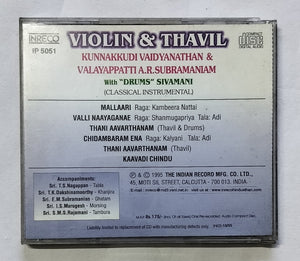 INRECO
IP 5051
VIOLIN & THAVIL
COMPACT disc DIGITAL AUDIO
KUNNAKKUDI VAIDYANATHAN &
VALAYAPPATTI A.R.SUBRAMANIAM
With "DRUMS" SIVAMANI
(CLASSICAL INSTRUMENTAL)
MALLAARI Raga: Kambeera Nattai
VALLI NAAYAGANAE Raga: Shanmugapriya Tala: Adi
THANI AAVARTHANAM (Thavil & Drums)
CHIDAMBARAM ENA Raga: Kalyani Tala: Adi
THANI AAVARTHANAM (Thavil)
KAAVADI CHINDU
Accompaniments:
Sri. T.S.Nagappan - Tabla
Sri. T.K.Dakshinamoorthy - Khanjira
Sri. E.M.Subramaniam - Ghatam
Sri. I.S.Murugesh - Morsing
Sri. S.M.S.Rajamani - Tambura
℗ & © 1995 THE INDIAN RECORD MFG. CO. LTD.,
45, MOTI SIL STREET, CALCUTTA - 700 013. INDIA.